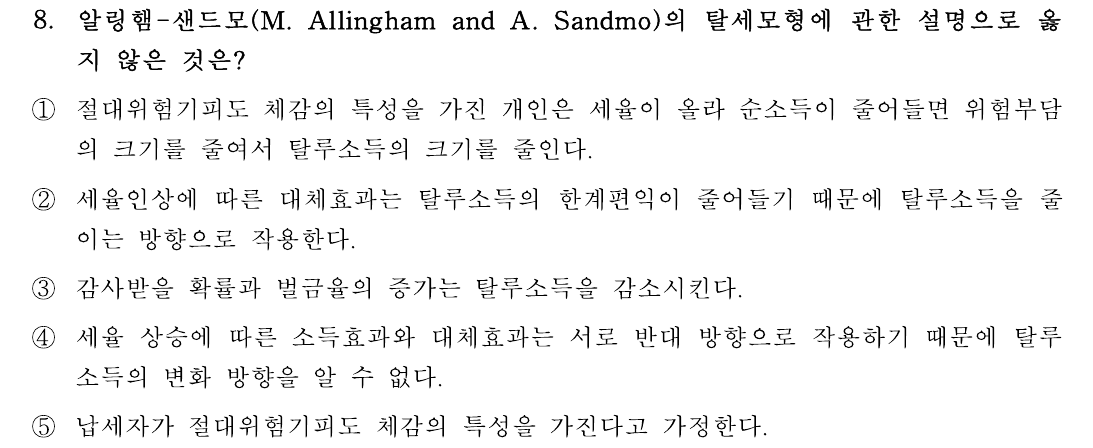 8. 알링햄-샌드모(M. Allingham and A. Sandmo)의 탈세모형에 관한 설명으로 옳
지 않은 것은?
① 절대위험기피도 체감의 특성을 가진 개인은 세율이 올라 순소득이 줄어들면 위험부담
의 크기를 줄여서 탈루소득의 크기를 줄인다.
② 세율인상에 따른 대체효과는 탈루소득의 한계편익이 줄어들기 때문에 탈루소득을 줄
이는 방향으로 작용한다.
③ 감사받을 확률과 벌금율의 증가는 탈루소득을 감소시킨다.
④ 세율 상승에 따른 소득효과와 대체효과는 서로 반대 방향으로 작용하기 때문에 탈루
소득의 변화 방향을 알 수 없다.
⑤ 납세자가 절대위험기피도 체감의 특성을 가진다고 가정한다.